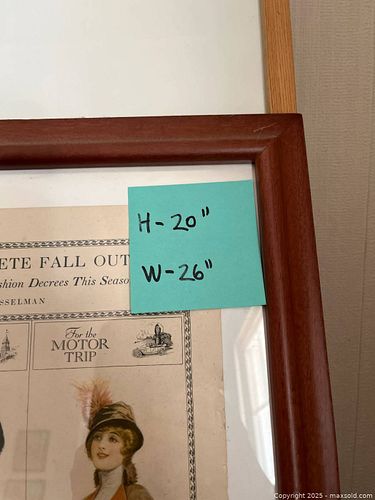 H-20"
W-26"
ETE FALL OUT
shion Decrees This Seaso
SSELMAN
For the
MOTOR
TRIP
Copyright © 2025 - maxsold.com